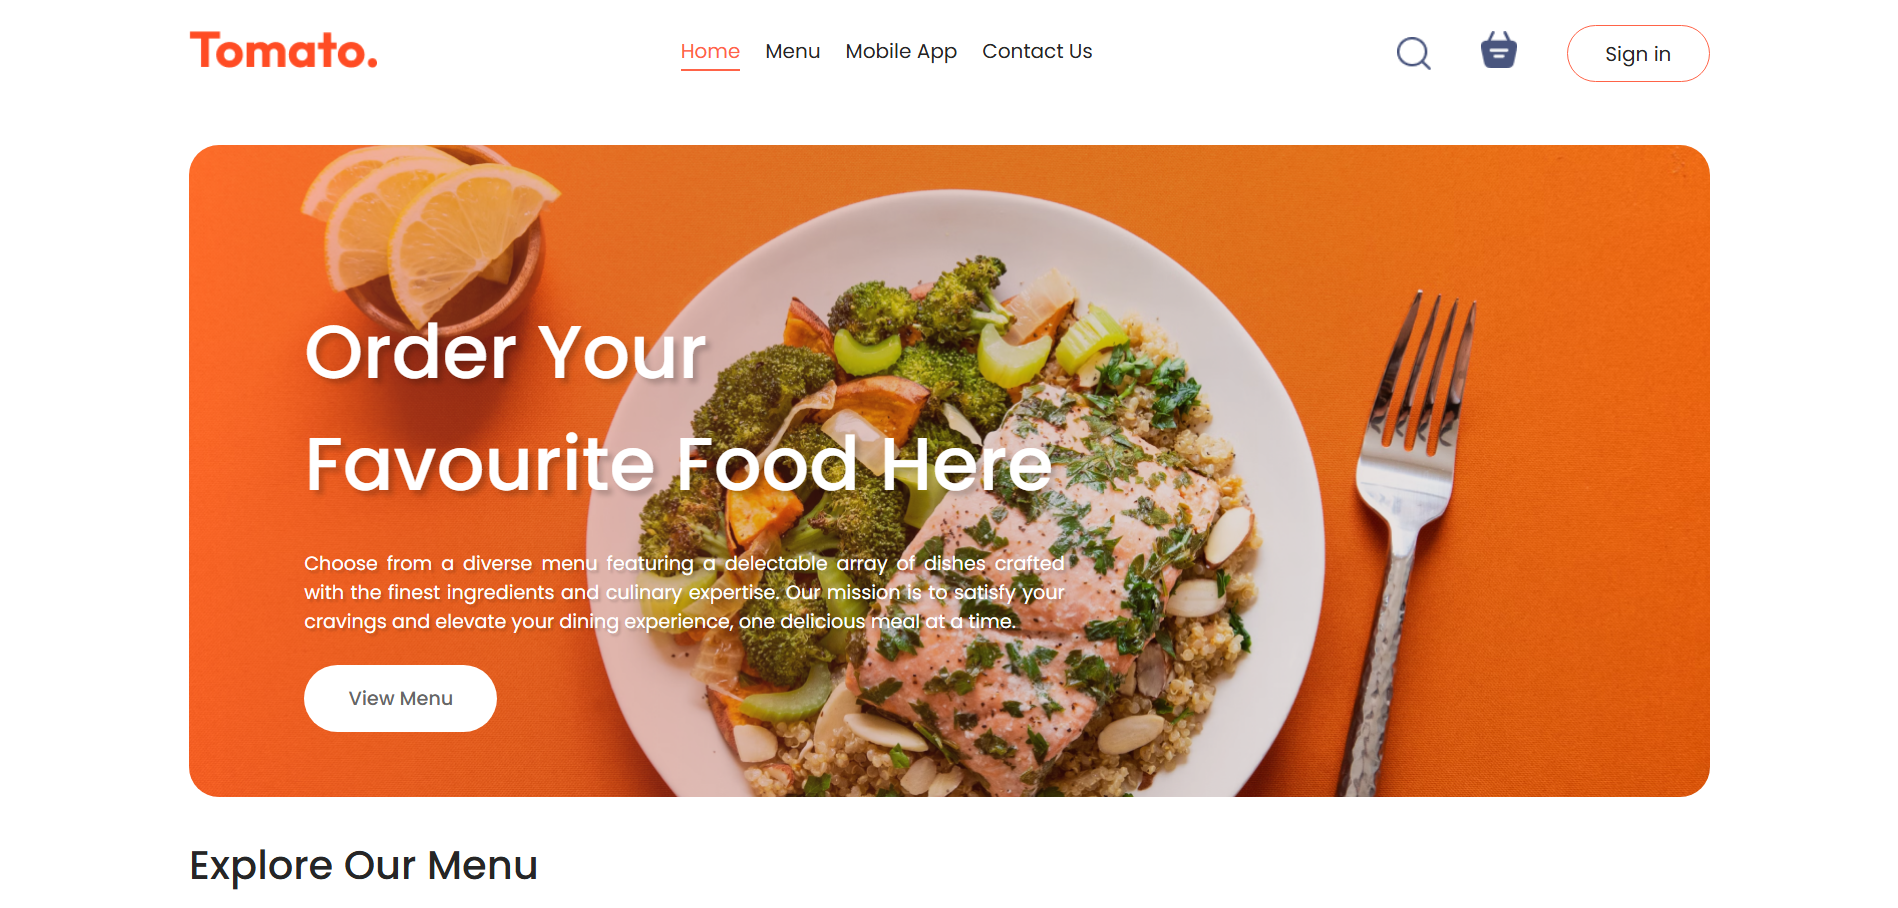 Tomato.
Home Menu Mobile App Contact Us
Sign in
Order Your
Favourite Food Here
Choose from a diverse menu featuring a delectable array of dishes crafted
with the finest ingredients and culinary expertise. Our mission is to satisfy your
cravings and elevate your dining experience, one delicious meal at a time.
View Menu
Explore Our Menu